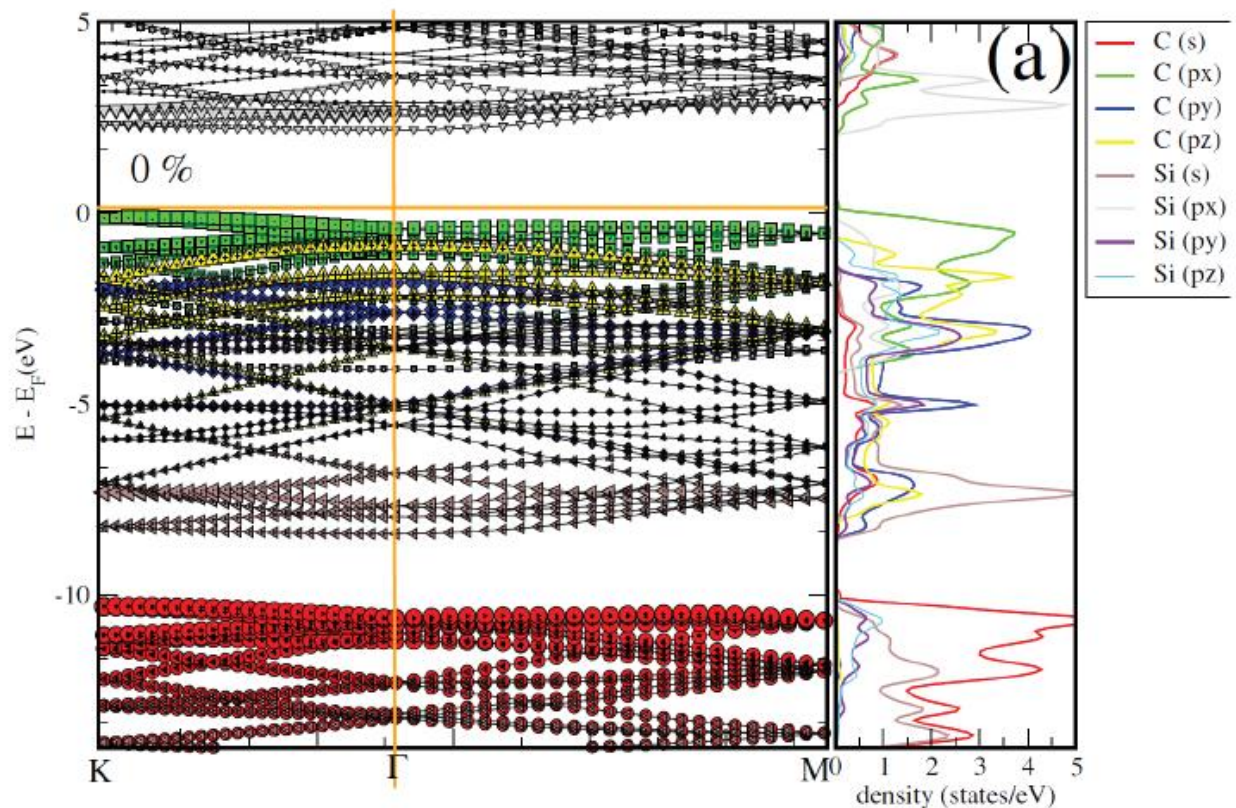 5
0
-5
-10
E - E_F(eV)
0 %
K
Γ
M
(a)
0 1 2 3 4 5
density (states/eV)
C (s)
C (px)
C (py)
C (pz)
Si (s)
Si (px)
Si (py)
Si (pz)